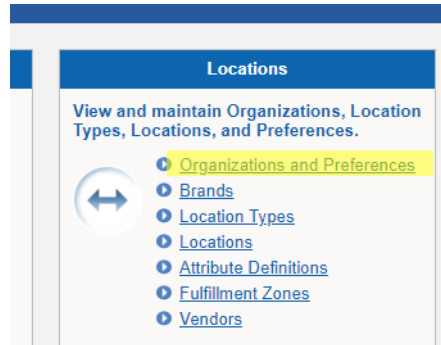 Locations
View and maintain Organizations, Location
Types, Locations, and Preferences.
Organizations and Preferences
Brands
Location Types
Locations
Attribute Definitions
Fulfillment Zones
Vendors